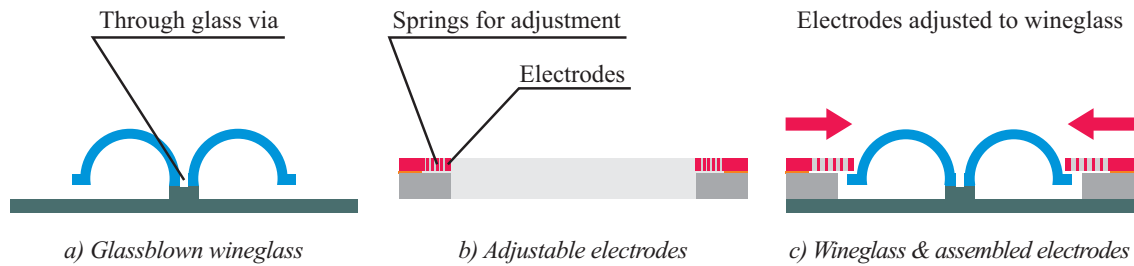 Through glass via
Springs for adjustment
Electrodes
Electrodes adjusted to wineglass
a) Glassblown wineglass
b) Adjustable electrodes
c) Wineglass & assembled electrodes